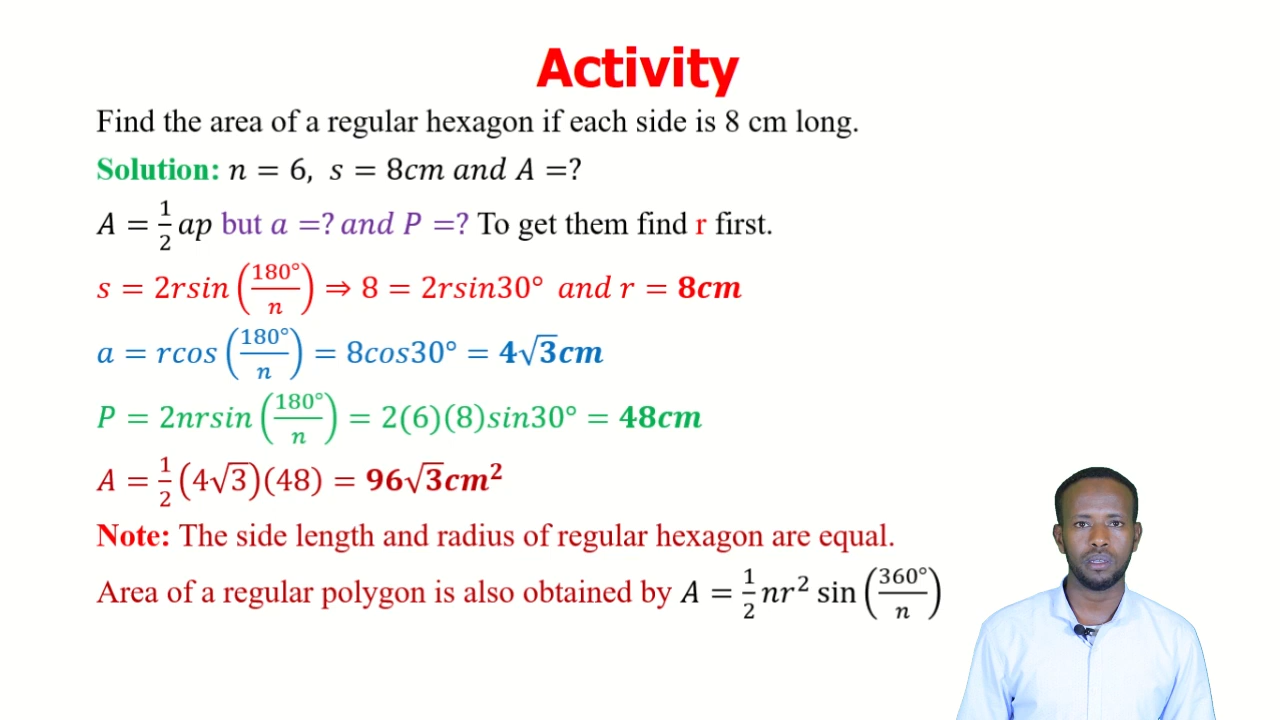 Activity
Find the area of a regular hexagon if each side is 8 cm long.
Solution: n = 6, s = 8cm and A =?
A = 1/2 ap but a =? and P =? To get them find r first.
s = 2rsin(180°/n) ⇒ 8 = 2rsin30° and r = 8cm
a = rcos(180°/n) = 8cos30° = 4√3cm
P = 2nrsin(180°/n) = 2(6)(8)sin30° = 48cm
A = 1/2 (4√3)(48) = 96√3cm²
Note: The side length and radius of regular hexagon are equal.
Area of a regular polygon is also obtained by A = 1/2 nr² sin(360°/n)